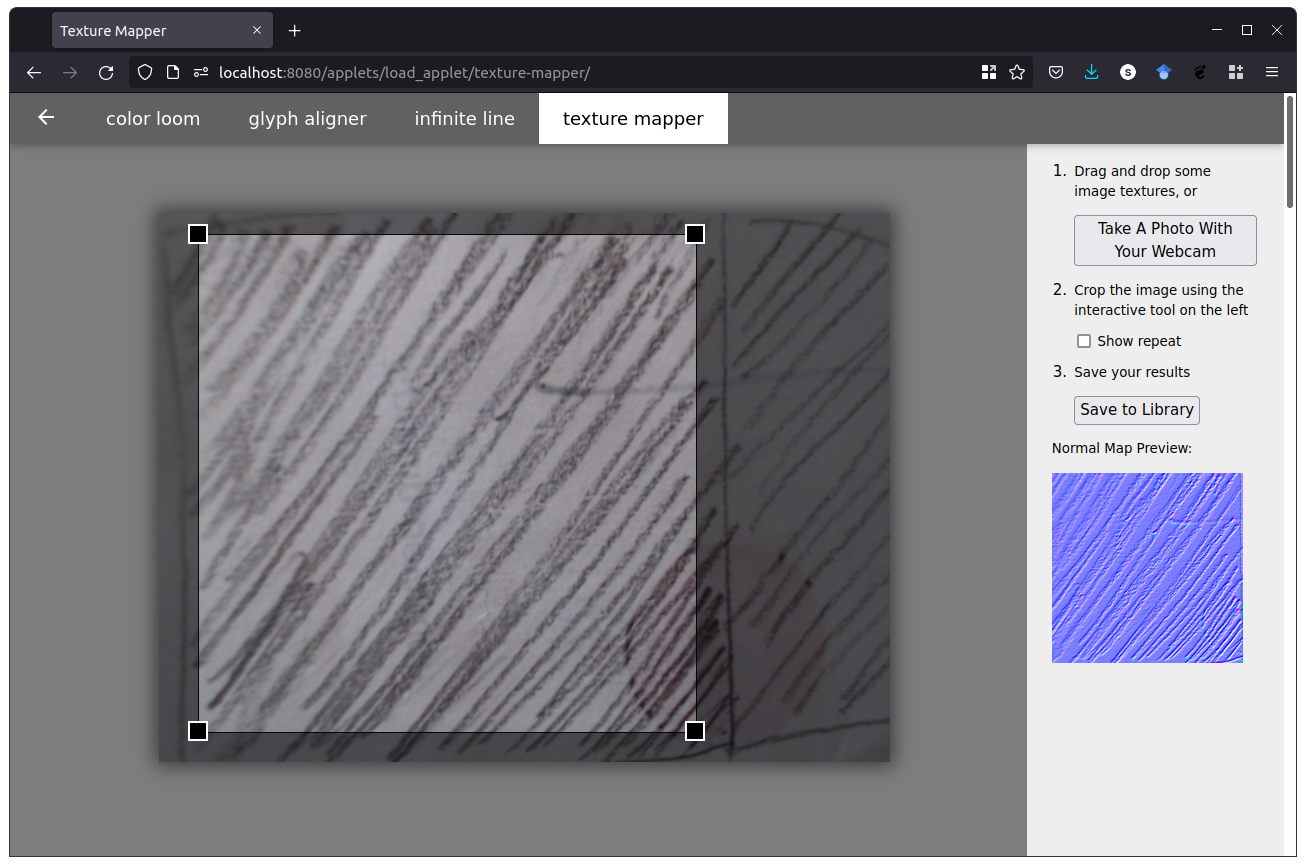 Texture Mapper
localhost:8080/applets/load_applet/texture-mapper/
S
color loom glyph aligner infinite line texture mapper
1. Drag and drop some
image textures, or
Take A Photo With
Your Webcam
2. Crop the image using the
interactive tool on the left
Show repeat
3. Save your results
Save to Library
Normal Map Preview: